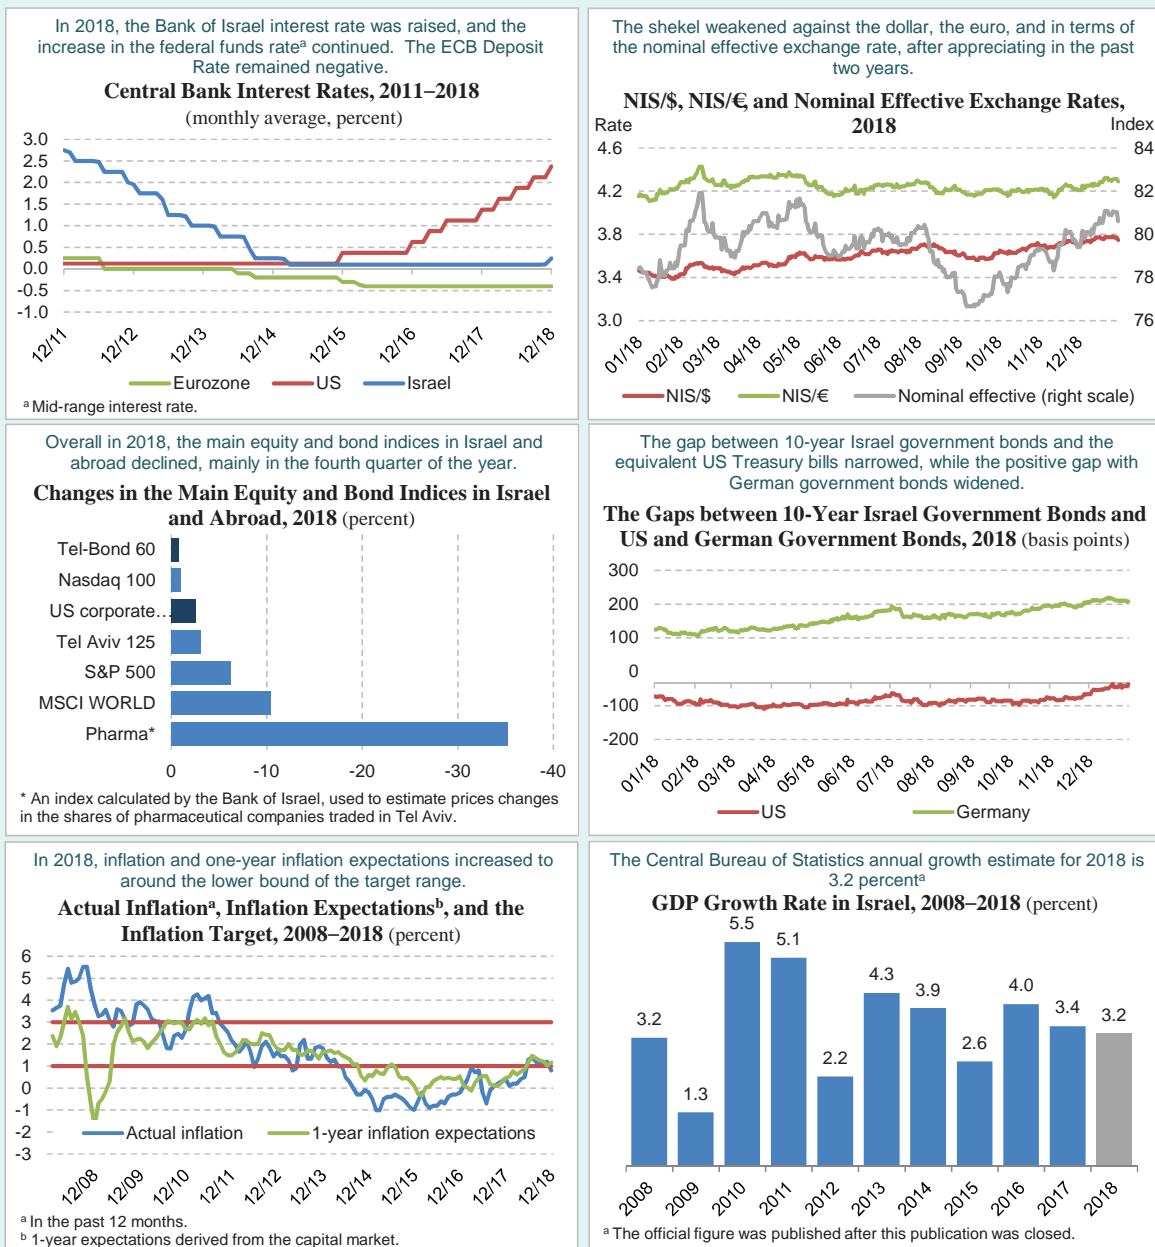 In 2018, the Bank of Israel interest rate was raised, and the
increase in the federal funds rateᵃ continued. The ECB Deposit
Rate remained negative.
Central Bank Interest Rates, 2011–2018
(monthly average, percent)
3.0
2.5
2.0
1.5
1.0
0.5
0.0
-0.5
-1.0
12/11
12/12
12/13
12/14
12/15
12/16
12/17
12/18
Eurozone
US
Israel
ᵃ Mid-range interest rate.
The shekel weakened against the dollar, the euro, and in terms of
the nominal effective exchange rate, after appreciating in the past
two years.
NIS/$, NIS/€, and Nominal Effective Exchange Rates,
2018
Rate
Index
4.6
4.2
3.8
3.4
3.0
84
82
80
78
76
01/18
02/18
03/18
04/18
05/18
06/18
07/18
08/18
09/18
10/18
11/18
12/18
NIS/$
NIS/€
Nominal effective (right scale)
Overall in 2018, the main equity and bond indices in Israel and
abroad declined, mainly in the fourth quarter of the year.
Changes in the Main Equity and Bond Indices in Israel
and Abroad, 2018 (percent)
Tel-Bond 60
Nasdaq 100
US corporate…
Tel Aviv 125
S&P 500
MSCI WORLD
Pharma*
0
-10
-20
-30
-40
* An index calculated by the Bank of Israel, used to estimate prices changes
in the shares of pharmaceutical companies traded in Tel Aviv.
The gap between 10-year Israel government bonds and the
equivalent US Treasury bills narrowed, while the positive gap with
German government bonds widened.
The Gaps between 10-Year Israel Government Bonds and
US and German Government Bonds, 2018 (basis points)
300
200
100
0
-100
-200
01/18
02/18
03/18
04/18
05/18
06/18
07/18
08/18
09/18
10/18
11/18
12/18
US
Germany
In 2018, inflation and one-year inflation expectations increased to
around the lower bound of the target range.
Actual Inflationᵃ, Inflation Expectationsᵇ, and the
Inflation Target, 2008–2018 (percent)
6
5
4
3
2
1
0
-1
-2
-3
Actual inflation
1-year inflation expectations
12/08
12/09
12/10
12/11
12/12
12/13
12/14
12/15
12/16
12/17
12/18
ᵃ In the past 12 months.
ᵇ 1-year expectations derived from the capital market.
The Central Bureau of Statistics annual growth estimate for 2018 is
3.2 percentᵃ
GDP Growth Rate in Israel, 2008–2018 (percent)
3.2
1.3
5.5
5.1
2.2
4.3
3.9
2.6
4.0
3.4
3.2
2008
2009
2010
2011
2012
2013
2014
2015
2016
2017
2018
ᵃ The official figure was published after this publication was closed.